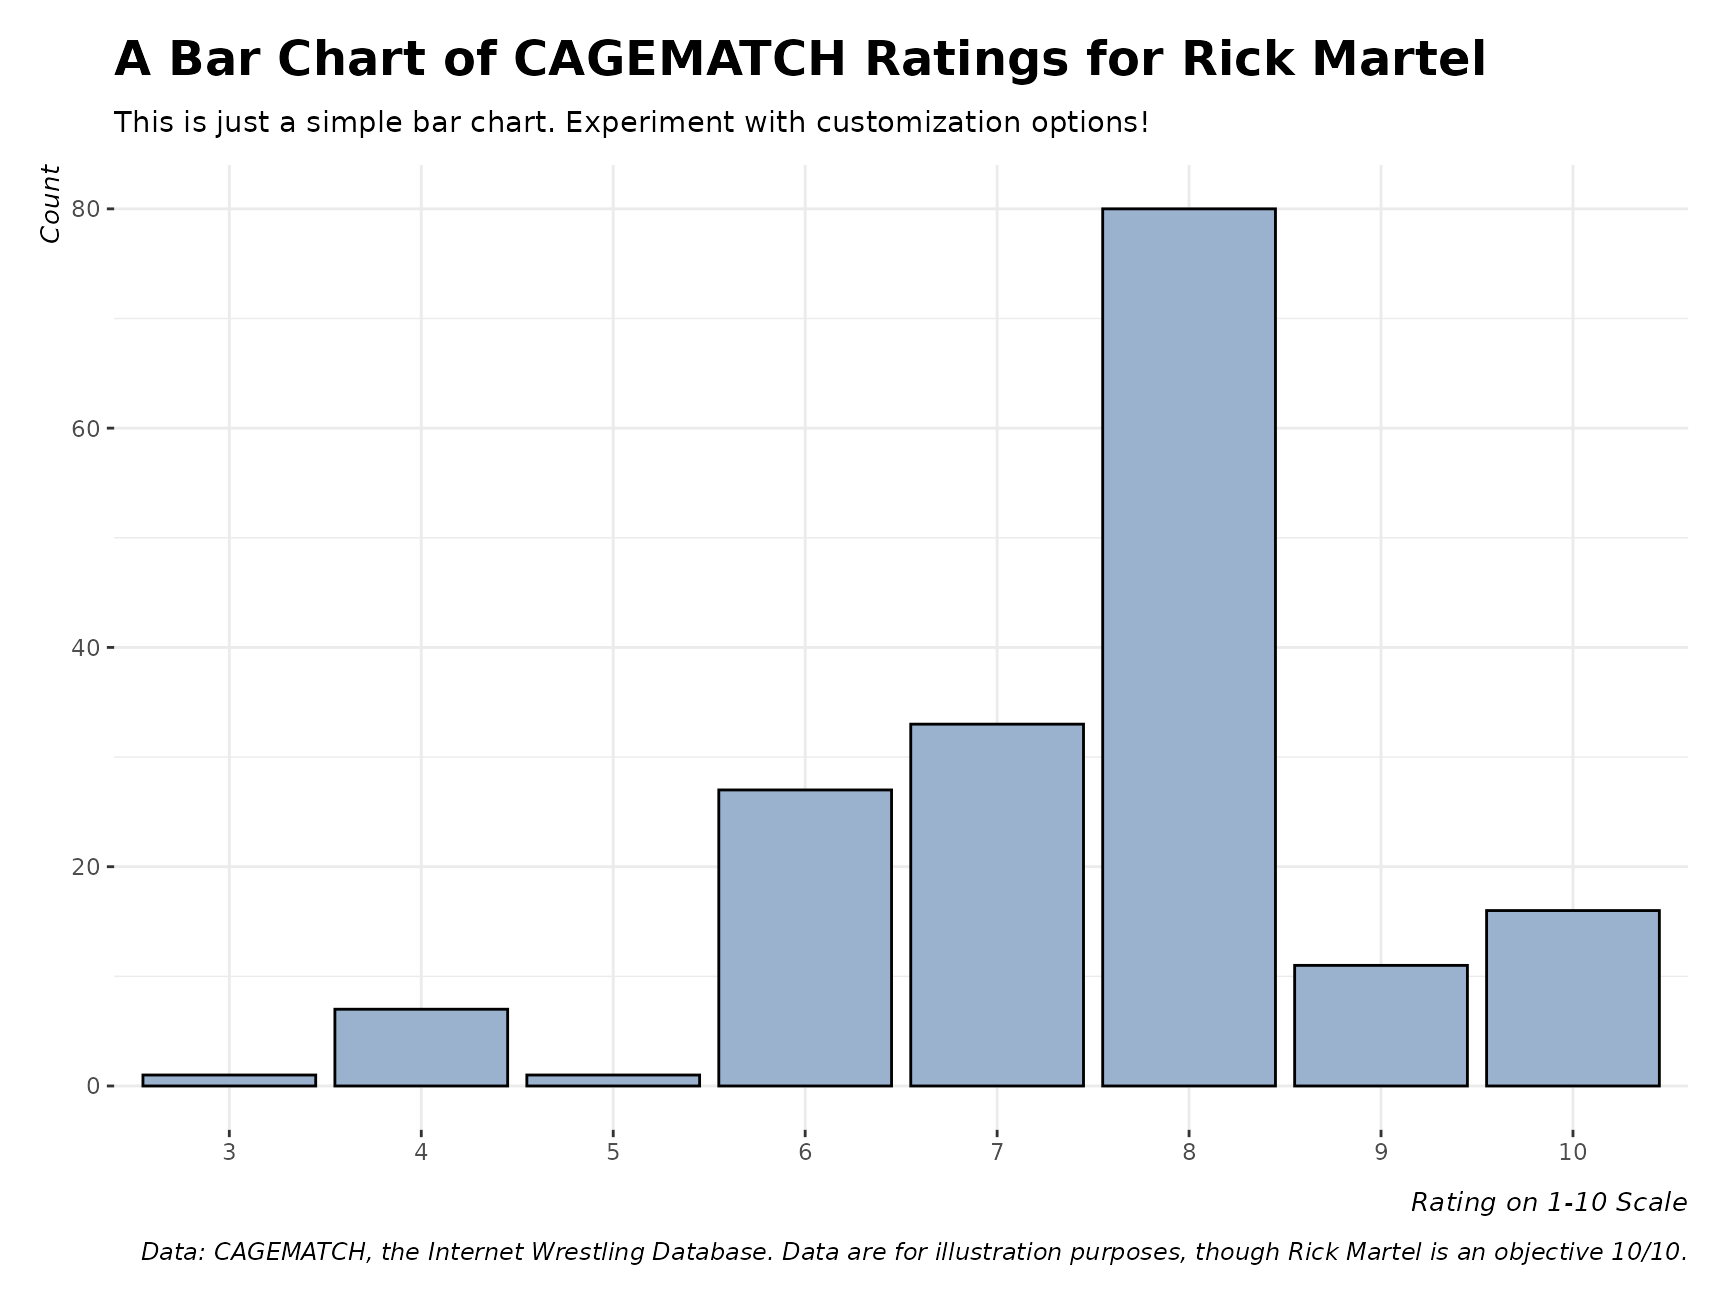 A Bar Chart of CAGEMATCH Ratings for Rick Martel
This is just a simple bar chart. Experiment with customization options!
Count
80
60
40
20
0
3 4 5 6 7 8 9 10
Rating on 1-10 Scale
Data: CAGEMATCH, the Internet Wrestling Database. Data are for illustration purposes, though Rick Martel is an objective 10/10.